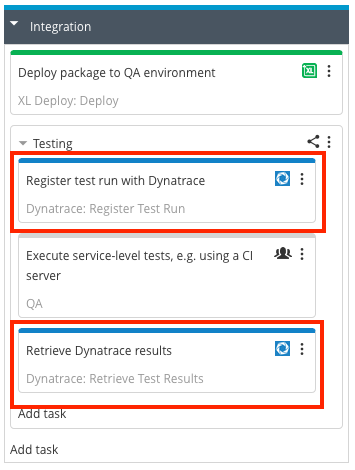 Integration
Deploy package to QA environment
XL
XL Deploy: Deploy
Testing
Register test run with Dynatrace
Dynatrace: Register Test Run
Execute service-level tests, e.g. using a CI
server
QA
Retrieve Dynatrace results
Dynatrace: Retrieve Test Results
Add task
Add task